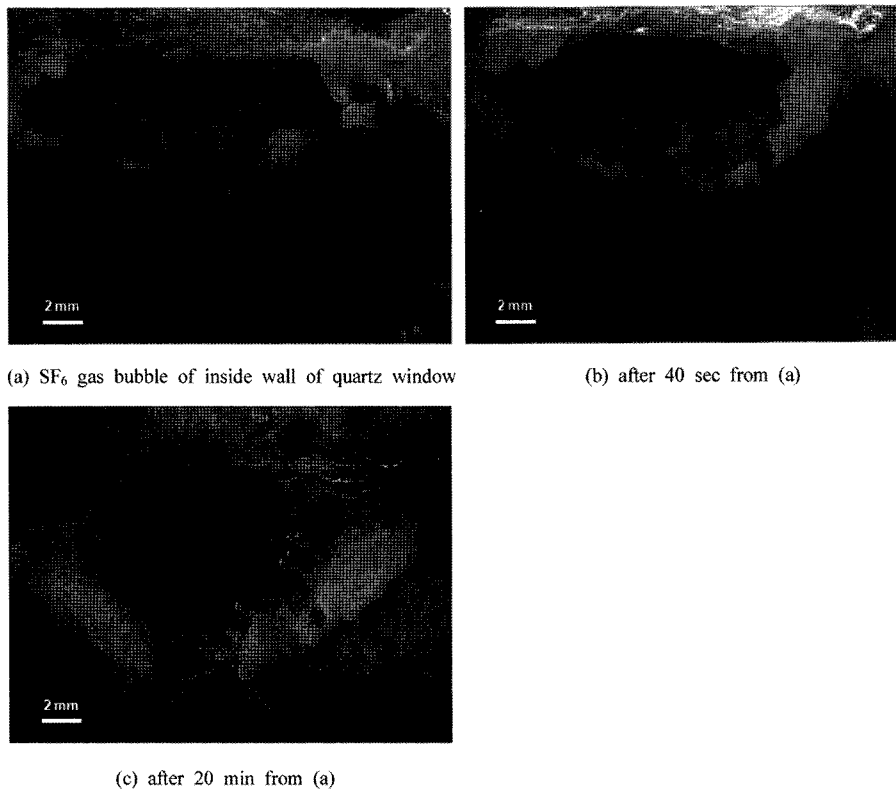 2 mm
2 mm
(a) SF₆ gas bubble of inside wall of quartz window
(b) after 40 sec from (a)
2 mm
(c) after 20 min from (a)